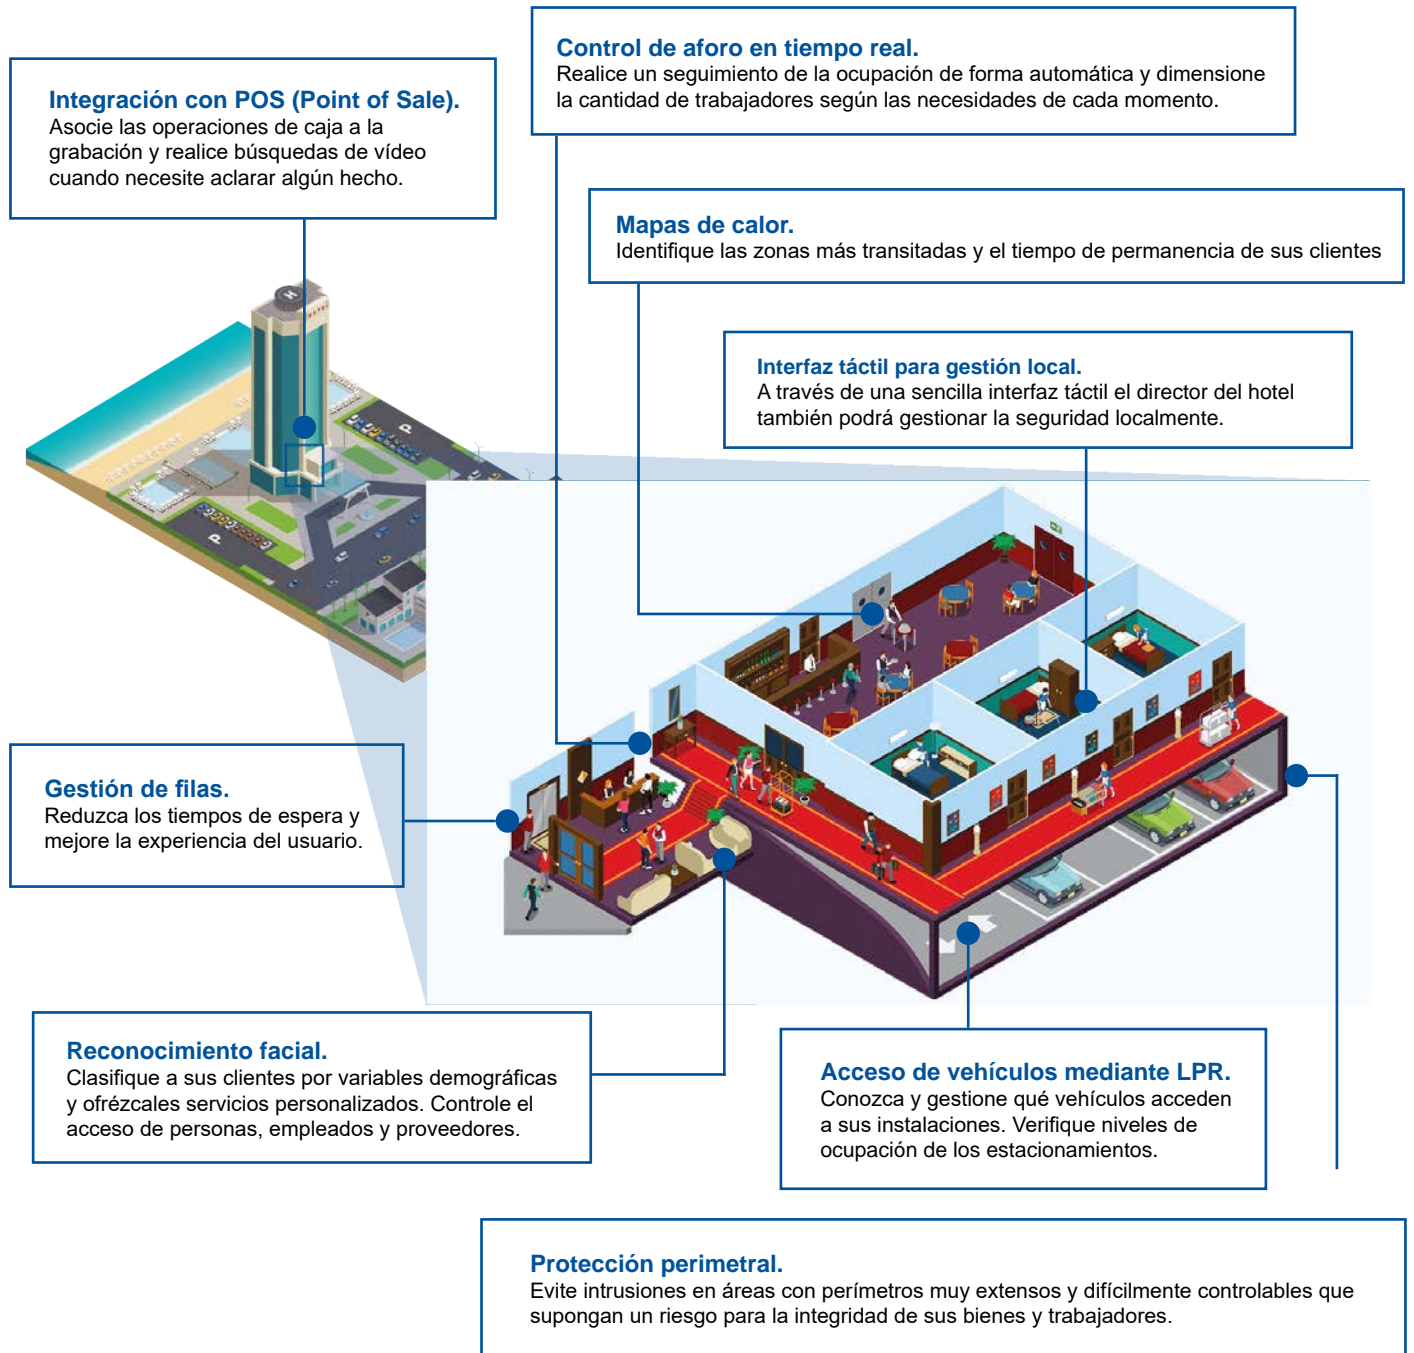 Control de aforo en tiempo real.
Realice un seguimiento de la ocupación de forma automática y dimensione
la cantidad de trabajadores según las necesidades de cada momento.
Integración con POS (Point of Sale).
Asocie las operaciones de caja a la
grabación y realice búsquedas de vídeo
cuando necesite aclarar algún hecho.
Mapas de calor.
Identifique las zonas más transitadas y el tiempo de permanencia de sus clientes
H
HOTEL
Interfaz táctil para gestión local.
A través de una sencilla interfaz táctil el director del hotel
también podrá gestionar la seguridad localmente.
P
P
Gestión de filas.
Reduzca los tiempos de espera y
mejore la experiencia del usuario.
Reconocimiento facial.
Clasifique a sus clientes por variables demográficas
y ofrézcales servicios personalizados. Controle el
acceso de personas, empleados y proveedores.
Acceso de vehículos mediante LPR.
Conozca y gestione qué vehículos acceden
a sus instalaciones. Verifique niveles de
ocupación de los estacionamientos.
Protección perimetral.
Evite intrusiones en áreas con perímetros muy extensos y difícilmente controlables que
supongan un riesgo para la integridad de sus bienes y trabajadores.